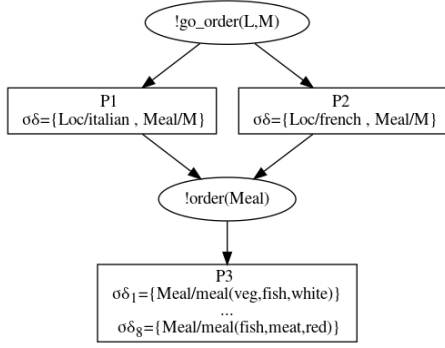 !go_order(L,M)
P1
σδ={Loc/italian , Meal/M}
P2
σδ={Loc/french , Meal/M}
!order(Meal)
P3
σδ₁={Meal/meal(veg,fish,white)}
...
σδ₈={Meal/meal(fish,meat,red)}